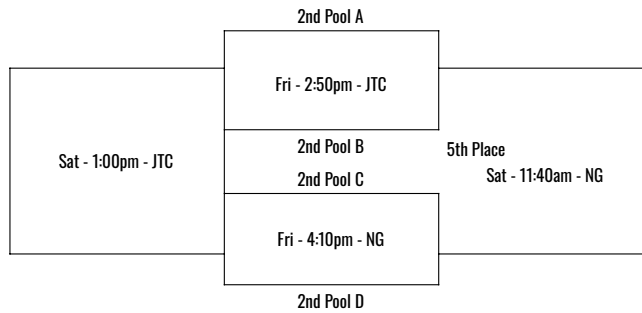 2nd Pool A
Fri - 2:50pm - JTC
2nd Pool B
5th Place
Sat - 1:00pm - JTC
2nd Pool C
Sat - 11:40am - NG
Fri - 4:10pm - NG
2nd Pool D